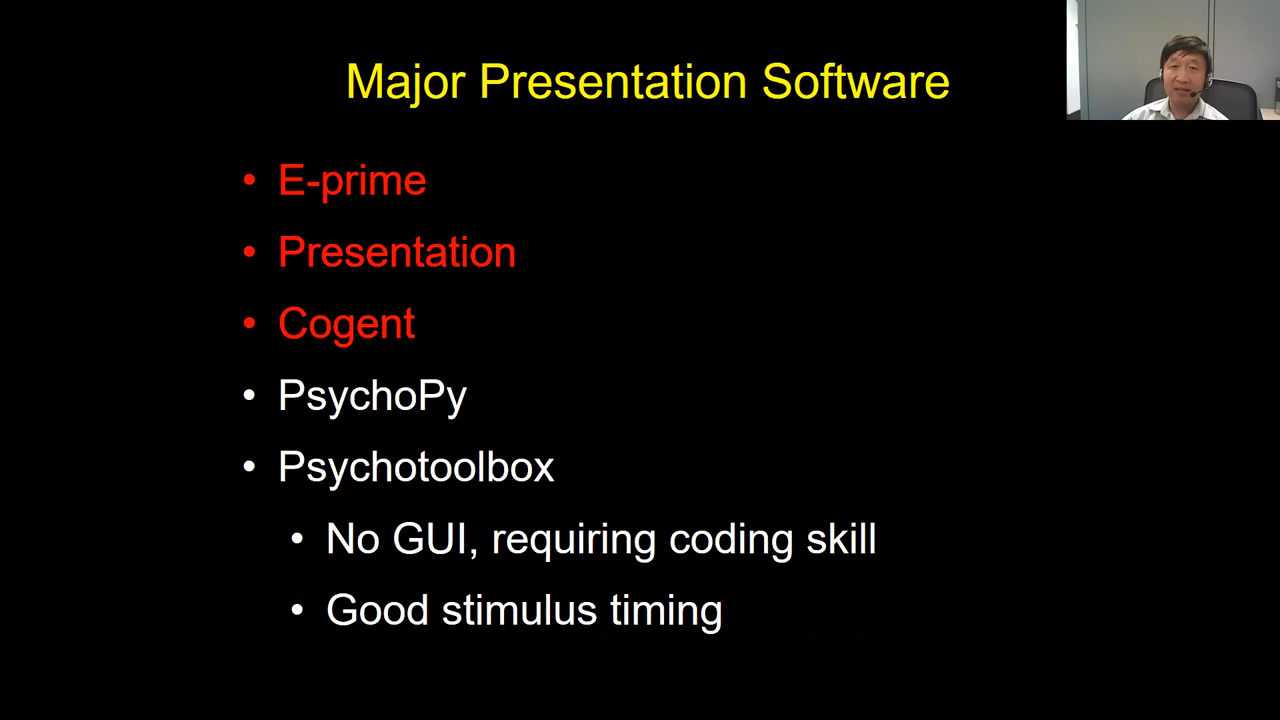 Major Presentation Software
• E-prime
• Presentation
• Cogent
• PsychoPy
• Psychotoolbox
• No GUI, requiring coding skill
• Good stimulus timing